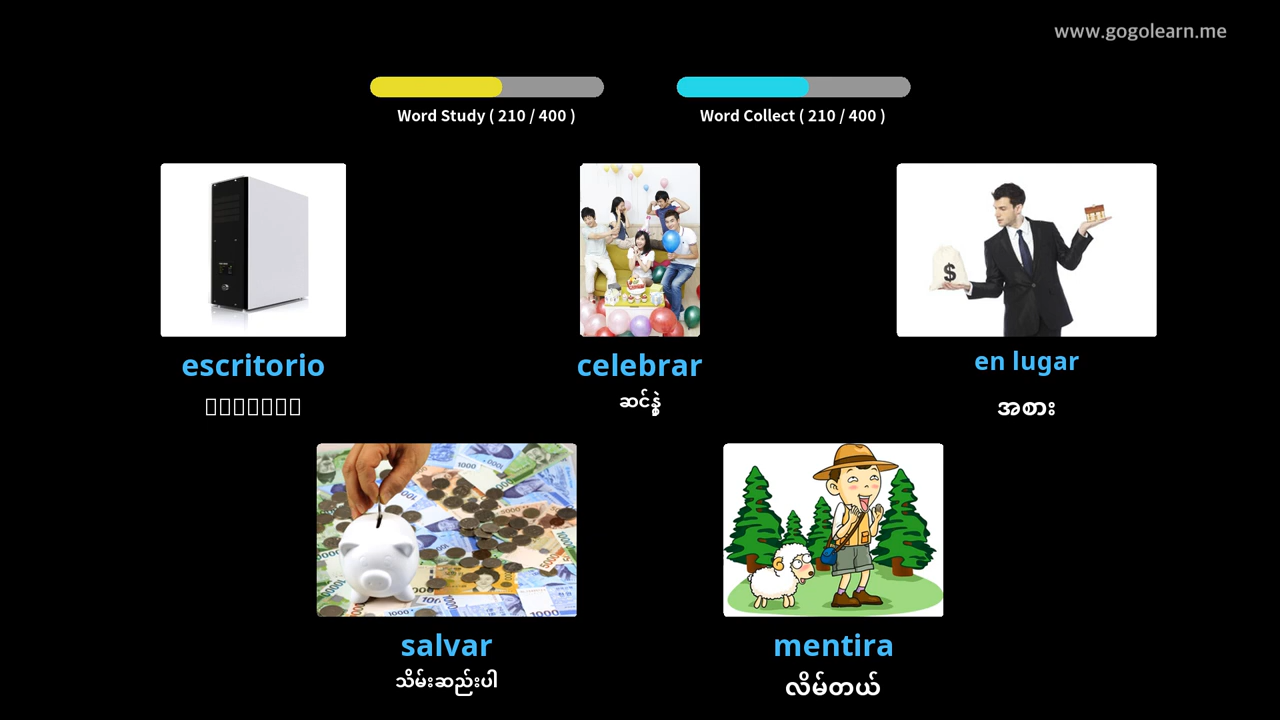 www.gogolearn.me
Word Study ( 210 / 400 )
Word Collect ( 210 / 400 )
escritorio
celebrar
ဆင်နွှဲ
en lugar
အစား
salvar
သိမ်းဆည်းပါ
mentira
လိမ်တယ်